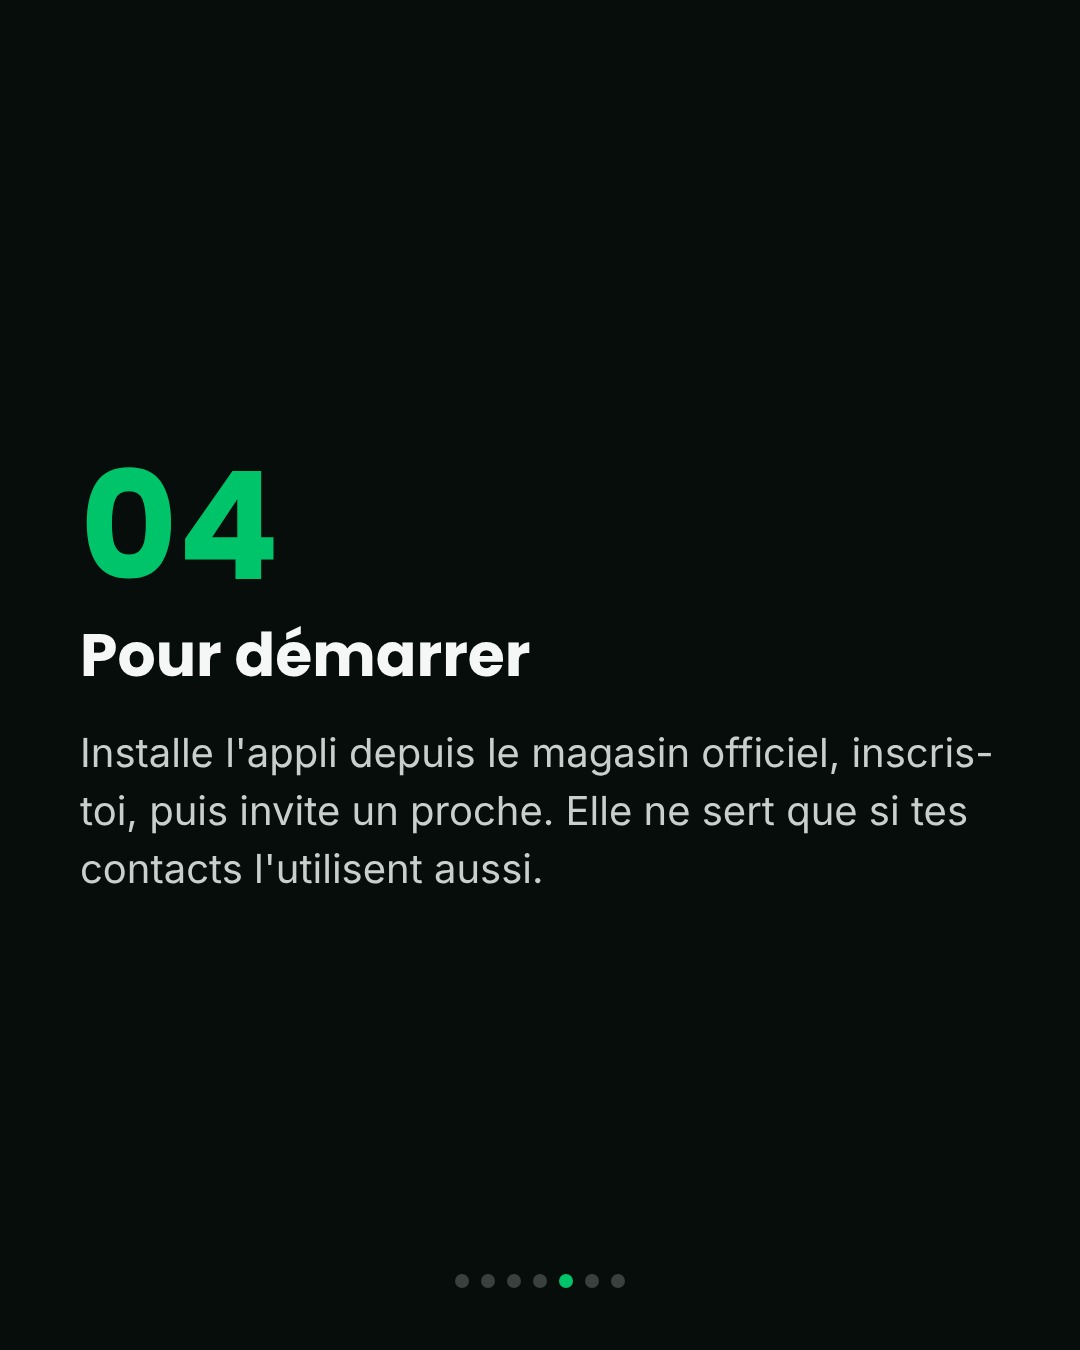 04
Pour démarrer
Installe l'appli depuis le magasin officiel, inscris-
toi, puis invite un proche. Elle ne sert que si tes
contacts l'utilisent aussi.